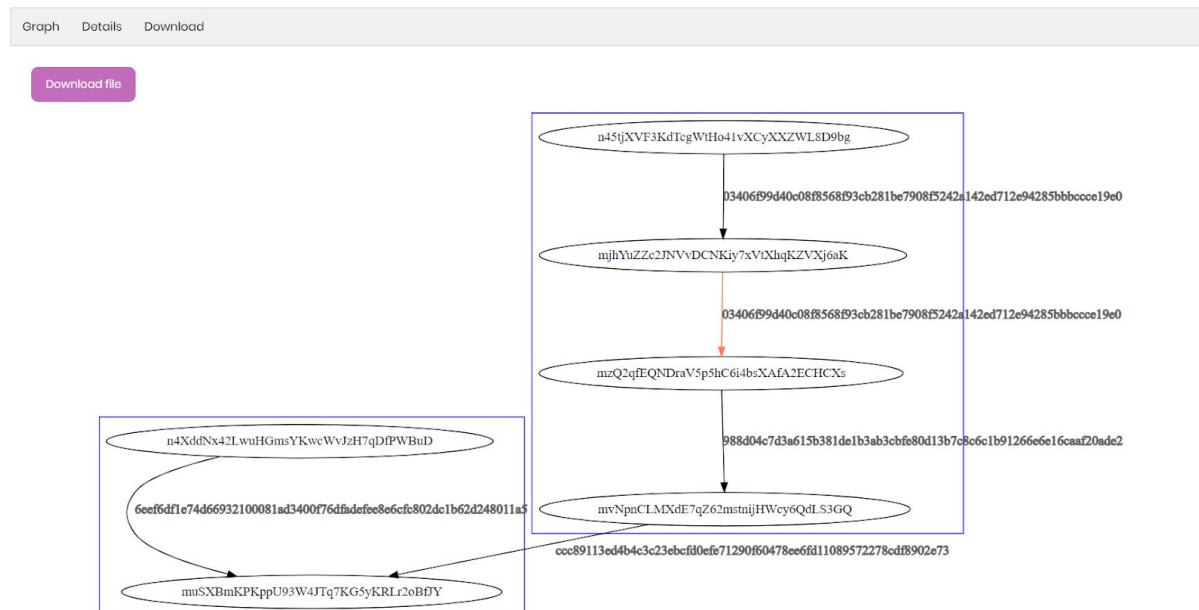 Graph Details Download
Download file
n45tjXVF3KdTcgWtHo41vXCyXXZWL8D9bg
03406f99d40c08f8568f93cb281be7908f5242a142ed712e94285bbbccce19e0
mjhYuZZc2JNVvDCNKiy7xVtXhqKZVXj6aK
03406f99d40c08f8568f93cb281be7908f5242a142ed712e94285bbbccce19e0
mzQ2qfEQNDraV5p5hC6i4bsXAfA2ECHCXs
n4XddNx42LwuHGmsYKwcWvJzH7qDfPWBuD
988d04c7d3a615b381de1b3ab3cbfe80d13b7c8c6c1b91266e6e16caaf20ade2
6eef6df1e74d66932100081ad3400f76dfadefee8e6cfc802dc1b62d248011a5
mvNpnCLMXdE7qZ62mstnijHWcy6QdLS3GQ
ccc89113ed4b4c3c23ebcfd0efe71290f60478ee6fd11089572278cdf8902e73
muSXBmKPKppU93W4JTq7KG5yKRLr2oBfJY